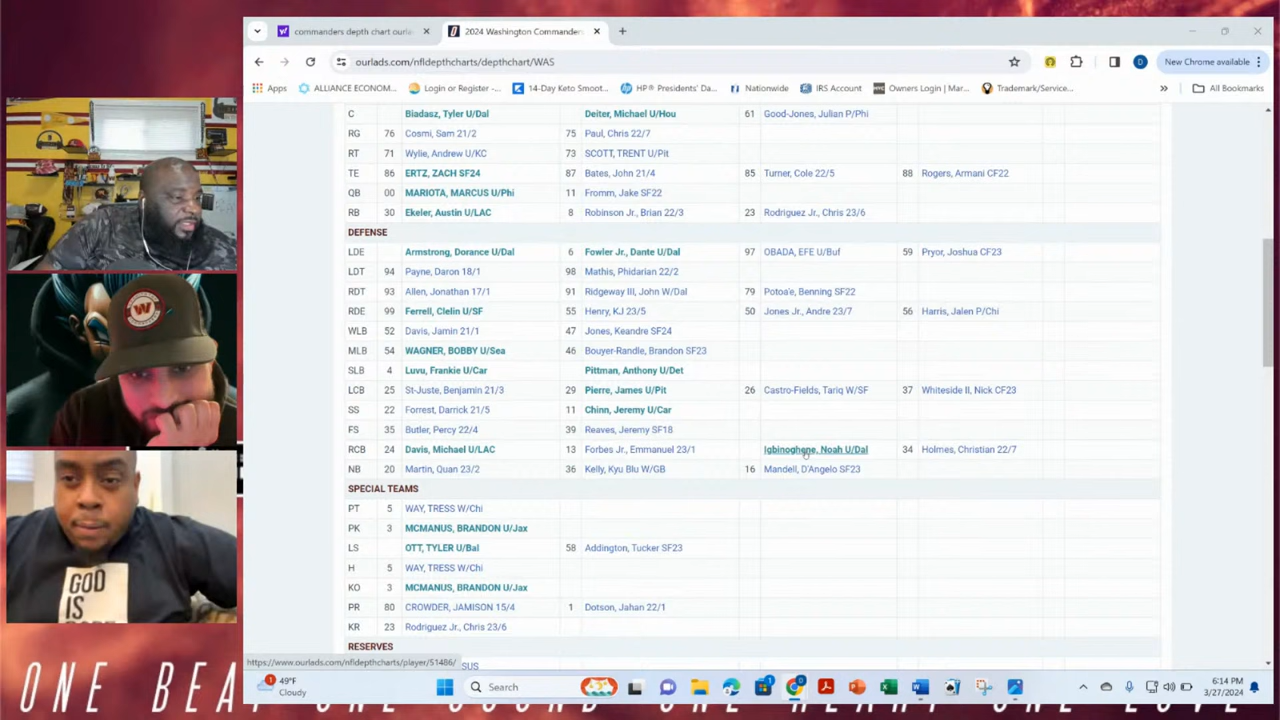 commanders depth chart ourla
2024 Washington Commander
ourlads.com/nfldepthcharts/depthchart/WAS
D
New Chrome available
Apps
ALLIANCE ECONOM...
Login or Register -...
14-Day Keto Smoot...
HP® Presidents' Da...
Nationwide
IRS Account
Owners Login | Mar...
Trademark/Service...
All Bookmarks
C Biadasz, Tyler U/Dal Deiter, Michael U/Hou 61 Good-Jones, Julian P/Phi
RG 76 Cosmi, Sam 21/2 75 Paul, Chris 22/7
RT 71 Wylie, Andrew U/KC 73 SCOTT, TRENT U/Pit
TE 86 ERTZ, ZACH SF24 87 Bates, John 21/4 85 Turner, Cole 22/5 88 Rogers, Armani CF22
QB 00 MARIOTA, MARCUS U/Phi 11 Fromm, Jake SF22
RB 30 Ekeler, Austin U/LAC 8 Robinson Jr., Brian 22/3 23 Rodriguez Jr., Chris 23/6
DEFENSE
LDE Armstrong, Dorance U/Dal 6 Fowler Jr., Dante U/Dal 97 OBADA, EFE U/Buf 59 Pryor, Joshua CF23
LDT 94 Payne, Daron 18/1 98 Mathis, Phidarian 22/2
RDT 93 Allen, Jonathan 17/1 91 Ridgeway III, John W/Dal 79 Potoa'e, Benning SF22
RDE 99 Ferrell, Clelin U/SF 55 Henry, KJ 23/5 50 Jones Jr., Andre 23/7 56 Harris, Jalen P/Chi
WLB 52 Davis, Jamin 21/1 47 Jones, Keandre SF24
MLB 54 WAGNER, BOBBY U/Sea 46 Bouyer-Randle, Brandon SF23
SLB 4 Luvu, Frankie U/Car Pittman, Anthony U/Det
LCB 25 St-Juste, Benjamin 21/3 29 Pierre, James U/Pit 26 Castro-Fields, Tariq W/SF 37 Whiteside II, Nick CF23
SS 22 Forrest, Darrick 21/5 11 Chinn, Jeremy U/Car
FS 35 Butler, Percy 22/4 39 Reaves, Jeremy SF18
RCB 24 Davis, Michael U/LAC 13 Forbes Jr., Emmanuel 23/1 Igbinoghene, Noah U/Dal 34 Holmes, Christian 22/7
NB 20 Martin, Quan 23/2 36 Kelly, Kyu Blu W/GB 16 Mandell, D'Angelo SF23
SPECIAL TEAMS
PT 5 WAY, TRESS W/Chi
PK 3 MCMANUS, BRANDON U/Jax
LS OTT, TYLER U/Bal 58 Addington, Tucker SF23
H 5 WAY, TRESS W/Chi
KO 3 MCMANUS, BRANDON U/Jax
PR 80 CROWDER, JAMISON 15/4 1 Dotson, Jahan 22/1
KR 23 Rodriguez Jr., Chris 23/6
RESERVES
https://www.ourlads.com/nfldepthcharts/player/51486/
SUS
1
49°F
Cloudy
Search
6:14 PM
3/27/2024
W
GOD
IS
ONE BEA